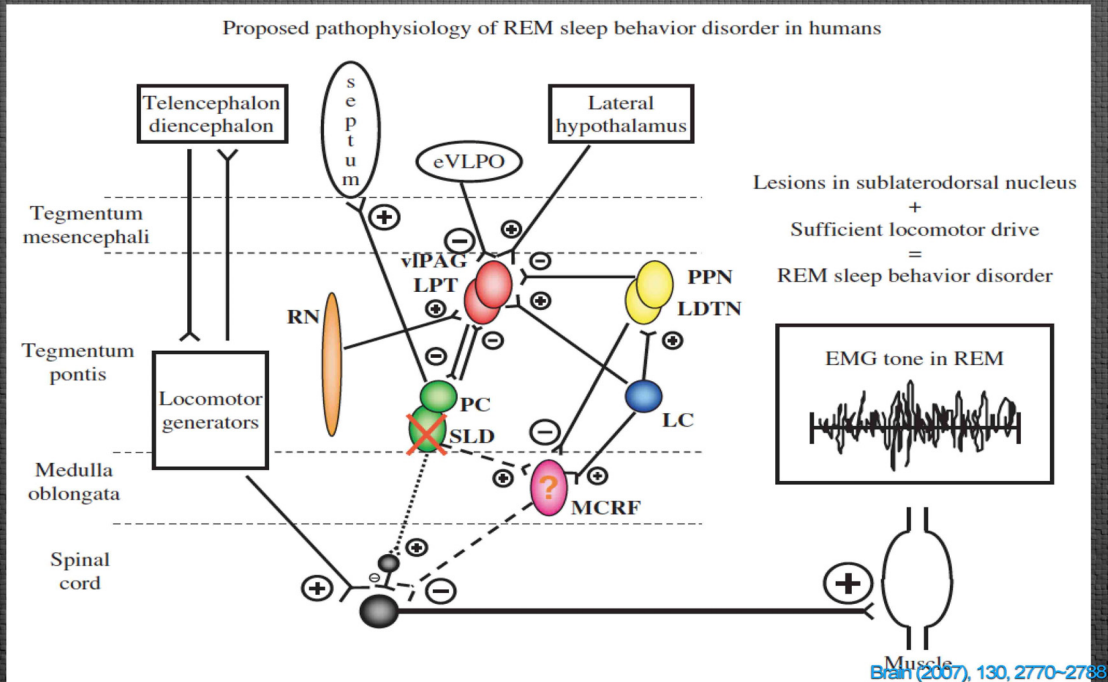 Proposed pathophysiology of REM sleep behavior disorder in humans
Telencephalon
diencephalon
septum
eVLPO
Lateral
hypothalamus
Tegmentum
mesencephali
+
−
+
vlPAG
LPT
−
PPN
LDTN
Lesions in sublaterodorsal nucleus
+
Sufficient locomotor drive
=
REM sleep behavior disorder
RN
+
+
−
−
+
Tegmentum
pontis
Locomotor
generators
PC
SLD
LC
EMG tone in REM
−
Medulla
oblongata
+
+
?
MCRF
Spinal
cord
+
−
+
−
+
Muscle
Brain (2007), 130, 2770~2788